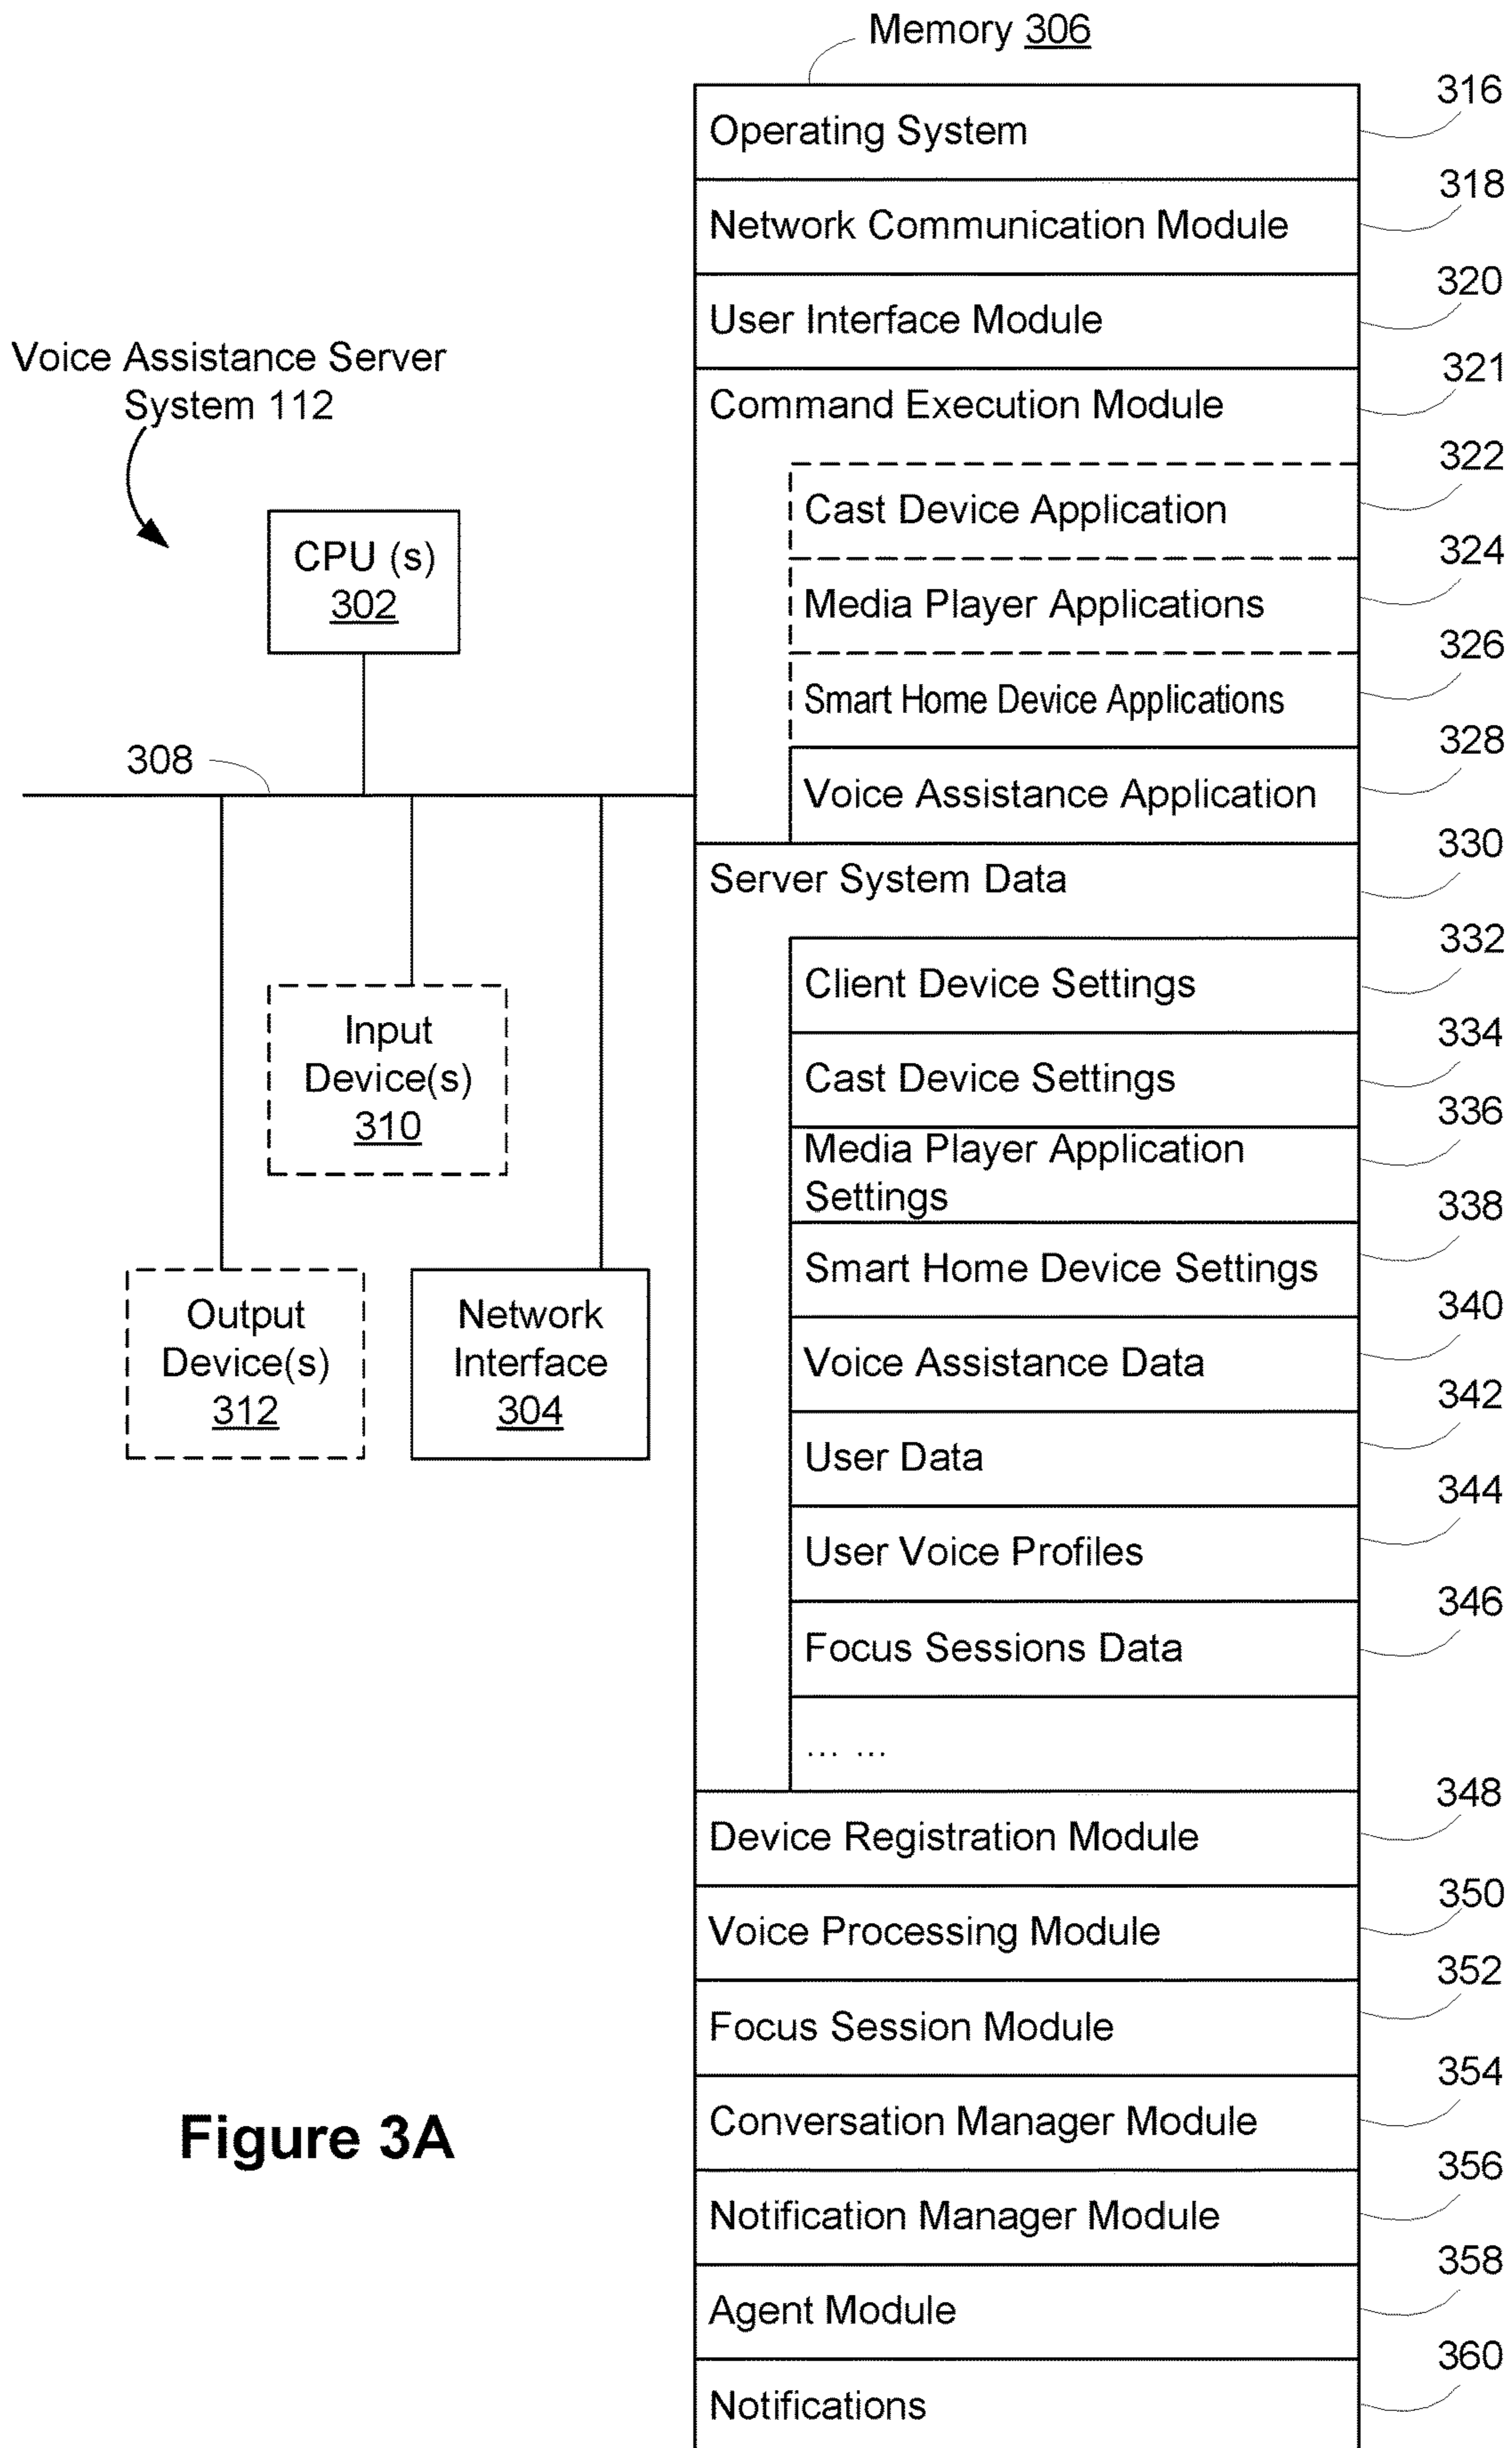 Memory 306
Operating System
316
Network Communication Module
318
User Interface Module
320
Voice Assistance Server
System 112
Command Execution Module
321
Cast Device Application
322
Media Player Applications
324
Smart Home Device Applications
326
Voice Assistance Application
328
CPU (s)
302
308
Input
Device(s)
310
Output
Device(s)
312
Network
Interface
304
Server System Data
330
Client Device Settings
332
Cast Device Settings
334
Media Player Application
Settings
336
Smart Home Device Settings
338
Voice Assistance Data
340
User Data
342
User Voice Profiles
344
Focus Sessions Data
346
... ...
Device Registration Module
348
Voice Processing Module
350
Focus Session Module
352
Conversation Manager Module
354
Notification Manager Module
356
Agent Module
358
Notifications
360
Figure 3A